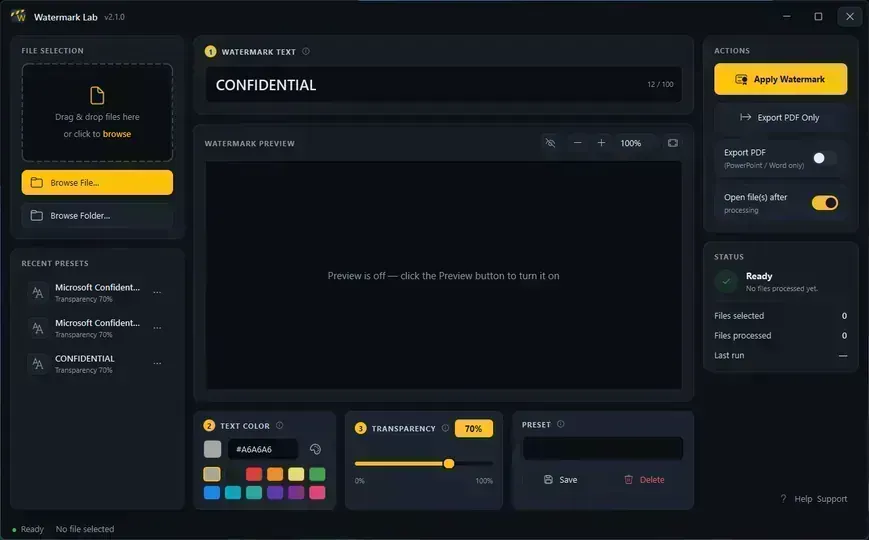 Watermark Lab v2.1.0
FILE SELECTION
Drag & drop files here
or click to browse
Browse File...
Browse Folder...
RECENT PRESETS
Microsoft Confident...
Transparency 70%
Microsoft Confident...
Transparency 70%
CONFIDENTIAL
Transparency 70%
1 WATERMARK TEXT
CONFIDENTIAL 12 / 100
WATERMARK PREVIEW 100%
Preview is off — click the Preview button to turn it on
2 TEXT COLOR
#A6A6A6
3 TRANSPARENCY 70%
0% 100%
PRESET
Save Delete
ACTIONS
Apply Watermark
Export PDF Only
Export PDF
(PowerPoint / Word only)
Open file(s) after
processing
STATUS
Ready
No files processed yet.
Files selected 0
Files processed 0
Last run —
? Help Support
Ready No file selected